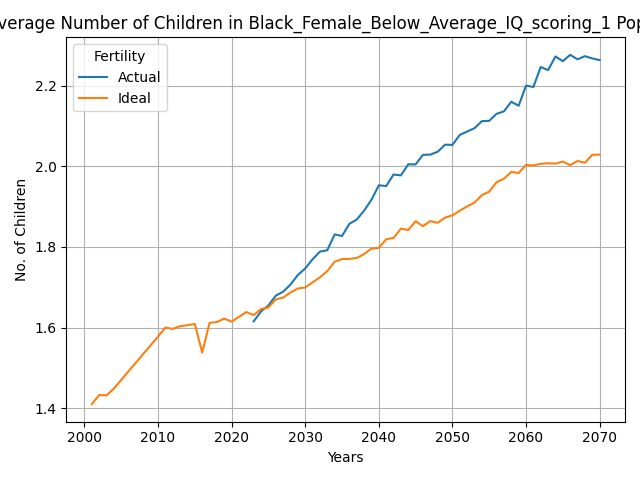 verage Number of Children in Black_Female_Below_Average_IQ_scoring_1 Pop
Fertility
Actual
Ideal
2.2
2.0
1.8
1.6
1.4
No. of Children
2000 2010 2020 2030 2040 2050 2060 2070
Years